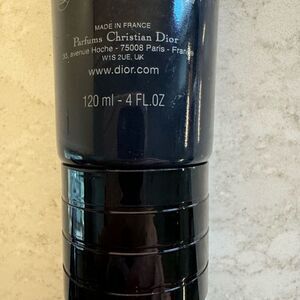 MADE IN FRANCE
Parfums Christian Dior
33, avenue Hoche - 75008 Paris - France
W1S 2UE, UK
www.dior.com
120 ml - 4 FL.OZ